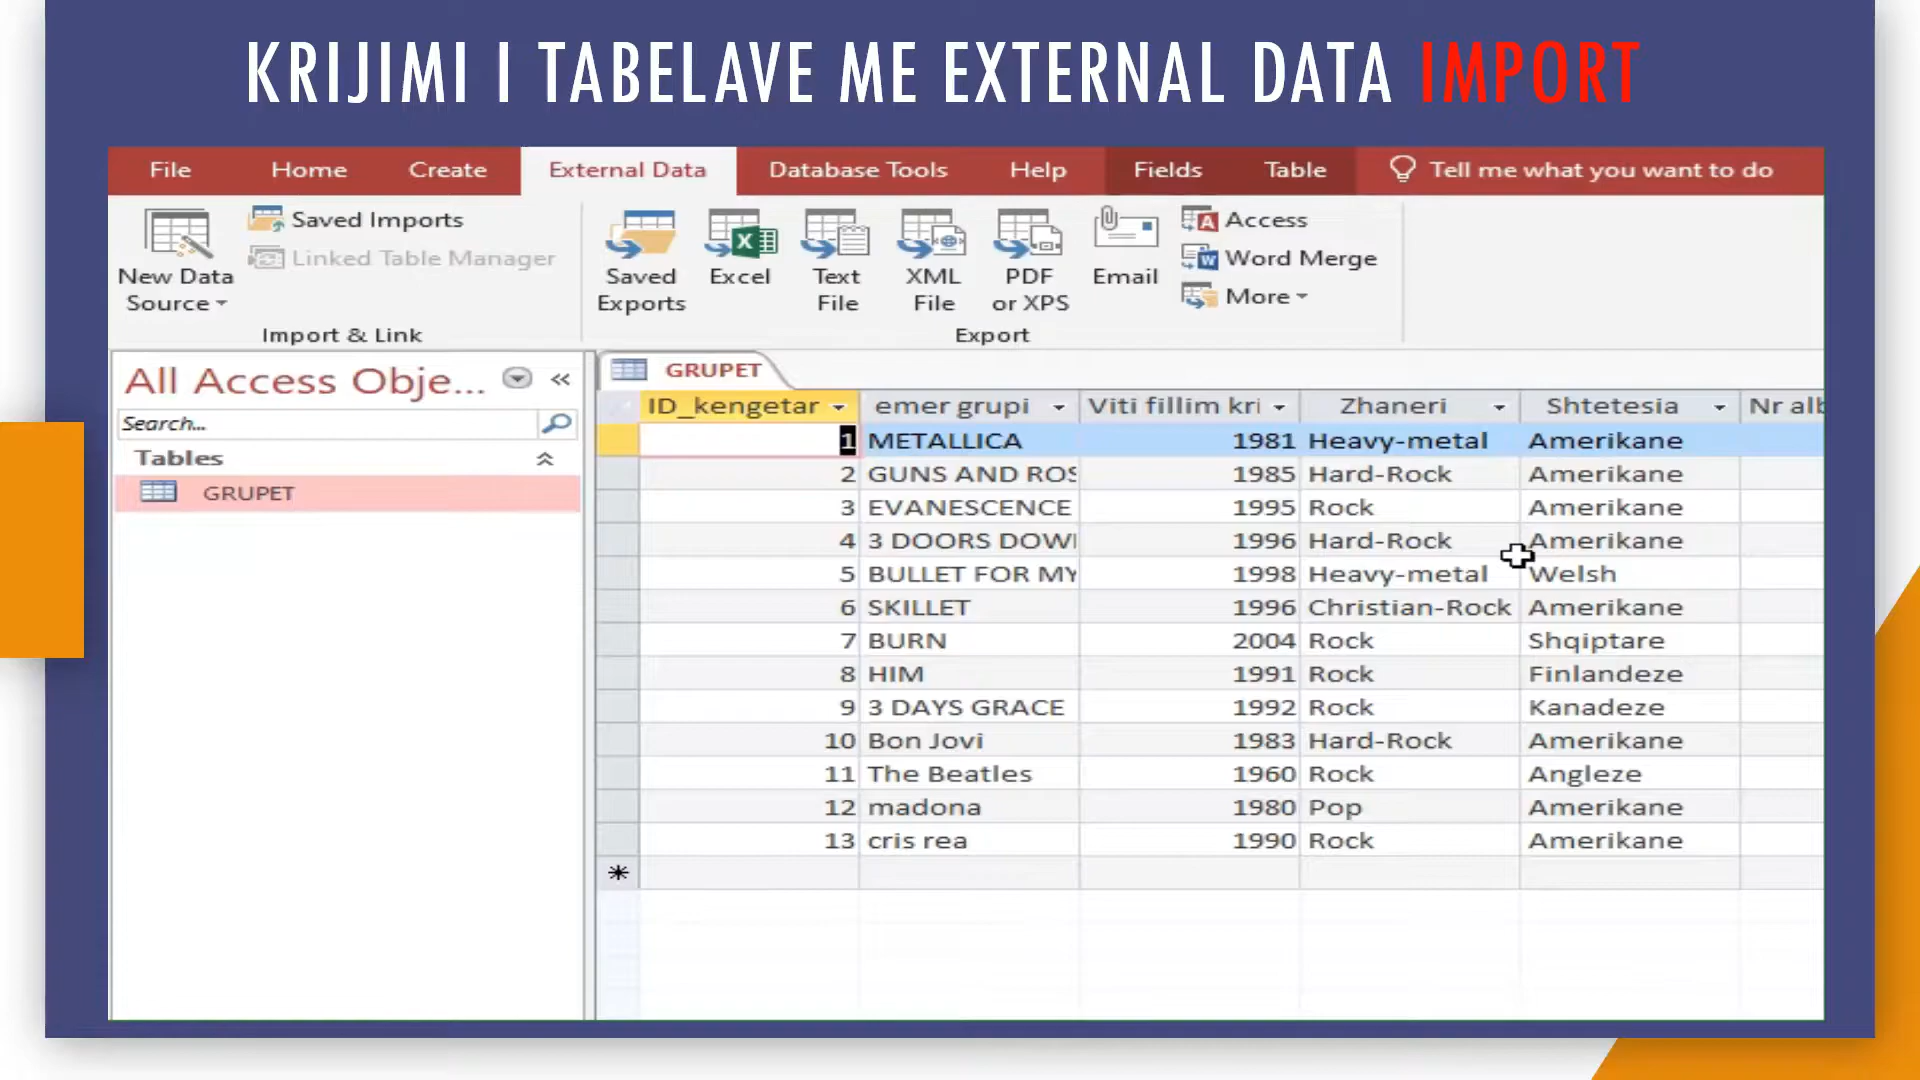 KRIJIMI I TABELAVE ME EXTERNAL DATA IMPORT
File Home Create External Data Database Tools Help Fields Table Tell me what you want to do
New Data Source
Saved Imports
Linked Table Manager
Import & Link
Saved Exports
Excel
Text File
XML File
PDF or XPS
Email
Access
Word Merge
More
Export
All Access Obje...
Search...
Tables
GRUPET
GRUPET
ID_kengetar emer grupi Viti fillim kri Zhaneri Shtetesia Nr alb
1 METALLICA 1981 Heavy-metal Amerikane
2 GUNS AND ROS 1985 Hard-Rock Amerikane
3 EVANESCENCE 1995 Rock Amerikane
4 3 DOORS DOW 1996 Hard-Rock Amerikane
5 BULLET FOR MY 1998 Heavy-metal Welsh
6 SKILLET 1996 Christian-Rock Amerikane
7 BURN 2004 Rock Shqiptare
8 HIM 1991 Rock Finlandeze
9 3 DAYS GRACE 1992 Rock Kanadeze
10 Bon Jovi 1983 Hard-Rock Amerikane
11 The Beatles 1960 Rock Angleze
12 madona 1980 Pop Amerikane
13 cris rea 1990 Rock Amerikane